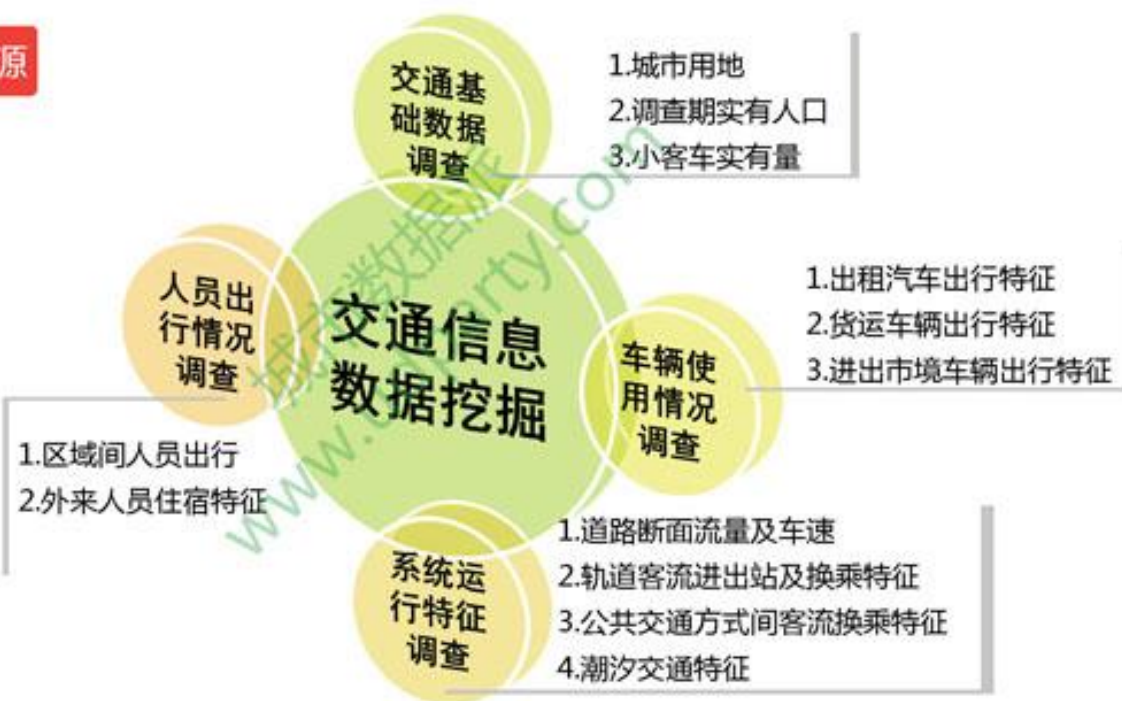 源
交通基
础数据
调查
1.城市用地
2.调查期实有人口
3.小客车实有量
人员出
行情况
调查
1.区域间人员出行
2.外来人员住宿特征
交通信息
数据挖掘
车辆使
用情况
调查
1.出租汽车出行特征
2.货运车辆出行特征
3.进出市境车辆出行特征
系统运
行特征
调查
1.道路断面流量及车速
2.轨道客流进出站及换乘特征
3.公共交通方式间客流换乘特征
4.潮汐交通特征
城市数据派